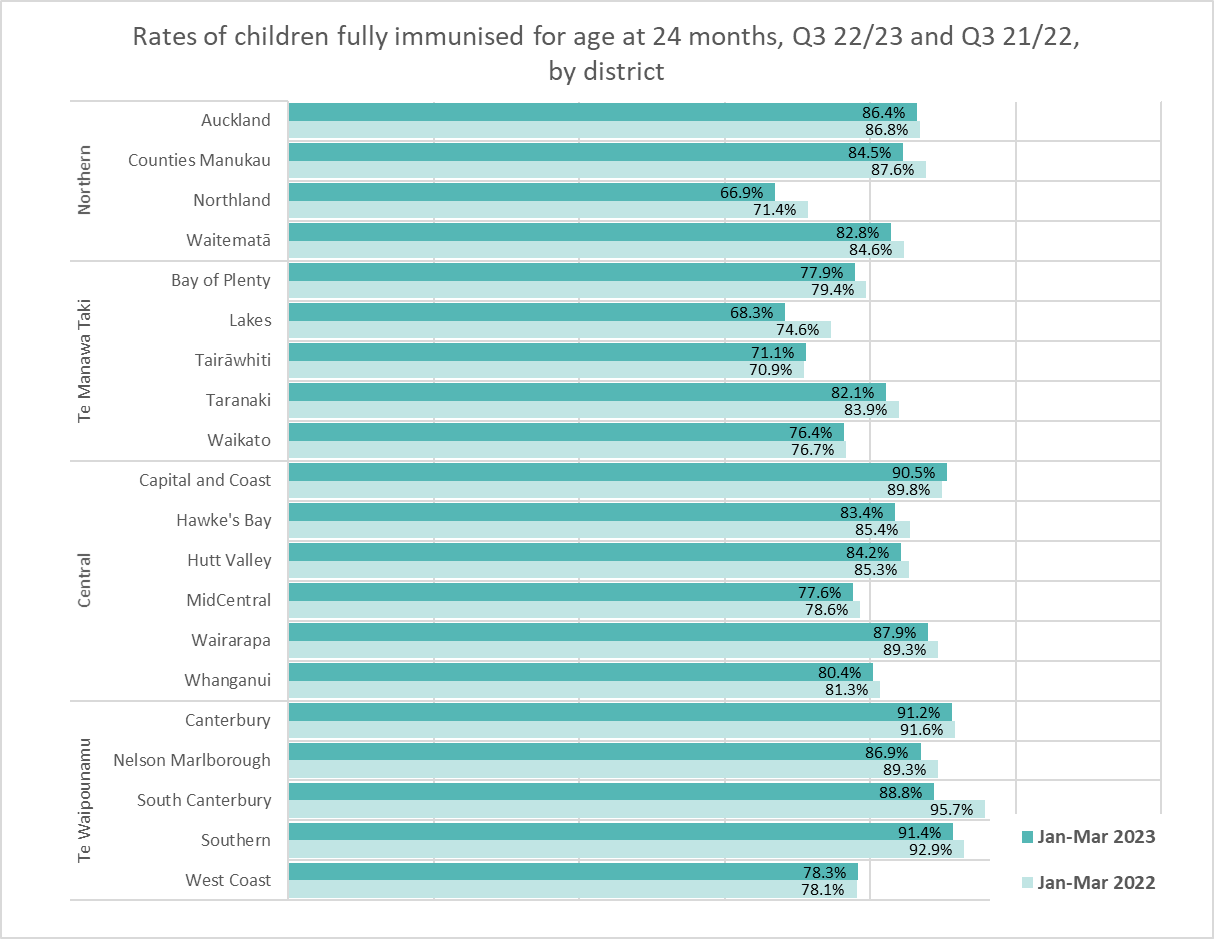 Rates of children fully immunised for age at 24 months, Q3 22/23 and Q3 21/22,
by district
Northern
Auckland
86.4%
86.8%
Counties Manukau
84.5%
87.6%
Northland
66.9%
71.4%
Waitematā
82.8%
84.6%
Te Manawa Taki
Bay of Plenty
77.9%
79.4%
Lakes
68.3%
74.6%
Tairāwhiti
71.1%
70.9%
Taranaki
82.1%
83.9%
Waikato
76.4%
76.7%
Central
Capital and Coast
90.5%
89.8%
Hawke's Bay
83.4%
85.4%
Hutt Valley
84.2%
85.3%
MidCentral
77.6%
78.6%
Wairarapa
87.9%
89.3%
Whanganui
80.4%
81.3%
Te Waipounamu
Canterbury
91.2%
91.6%
Nelson Marlborough
86.9%
89.3%
South Canterbury
88.8%
95.7%
Southern
91.4%
92.9%
West Coast
78.3%
78.1%
Jan-Mar 2023
Jan-Mar 2022